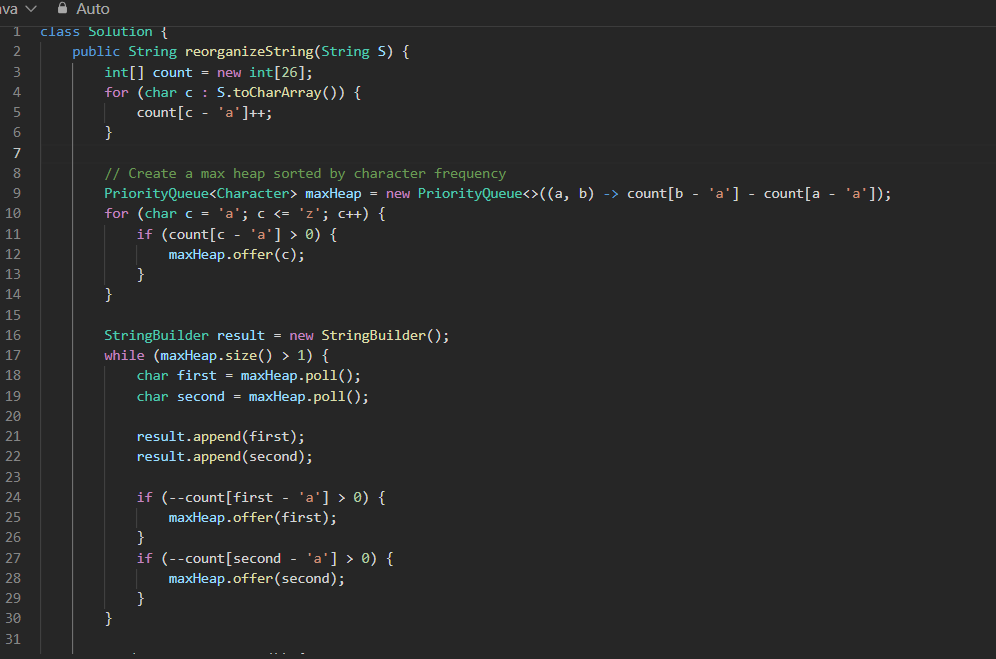 Auto
1 class Solution {
2 public String reorganizeString(String S) {
3 int[] count = new int[26];
4 for (char c : S.toCharArray()) {
5 count[c - 'a']++;
6 }
7
8 // Create a max heap sorted by character frequency
9 PriorityQueue<Character> maxHeap = new PriorityQueue<>((a, b) -> count[b - 'a'] - count[a - 'a']);
10 for (char c = 'a'; c <= 'z'; c++) {
11 if (count[c - 'a'] > 0) {
12 maxHeap.offer(c);
13 }
14 }
15
16 StringBuilder result = new StringBuilder();
17 while (maxHeap.size() > 1) {
18 char first = maxHeap.poll();
19 char second = maxHeap.poll();
20
21 result.append(first);
22 result.append(second);
23
24 if (--count[first - 'a'] > 0) {
25 maxHeap.offer(first);
26 }
27 if (--count[second - 'a'] > 0) {
28 maxHeap.offer(second);
29 }
30 }
31